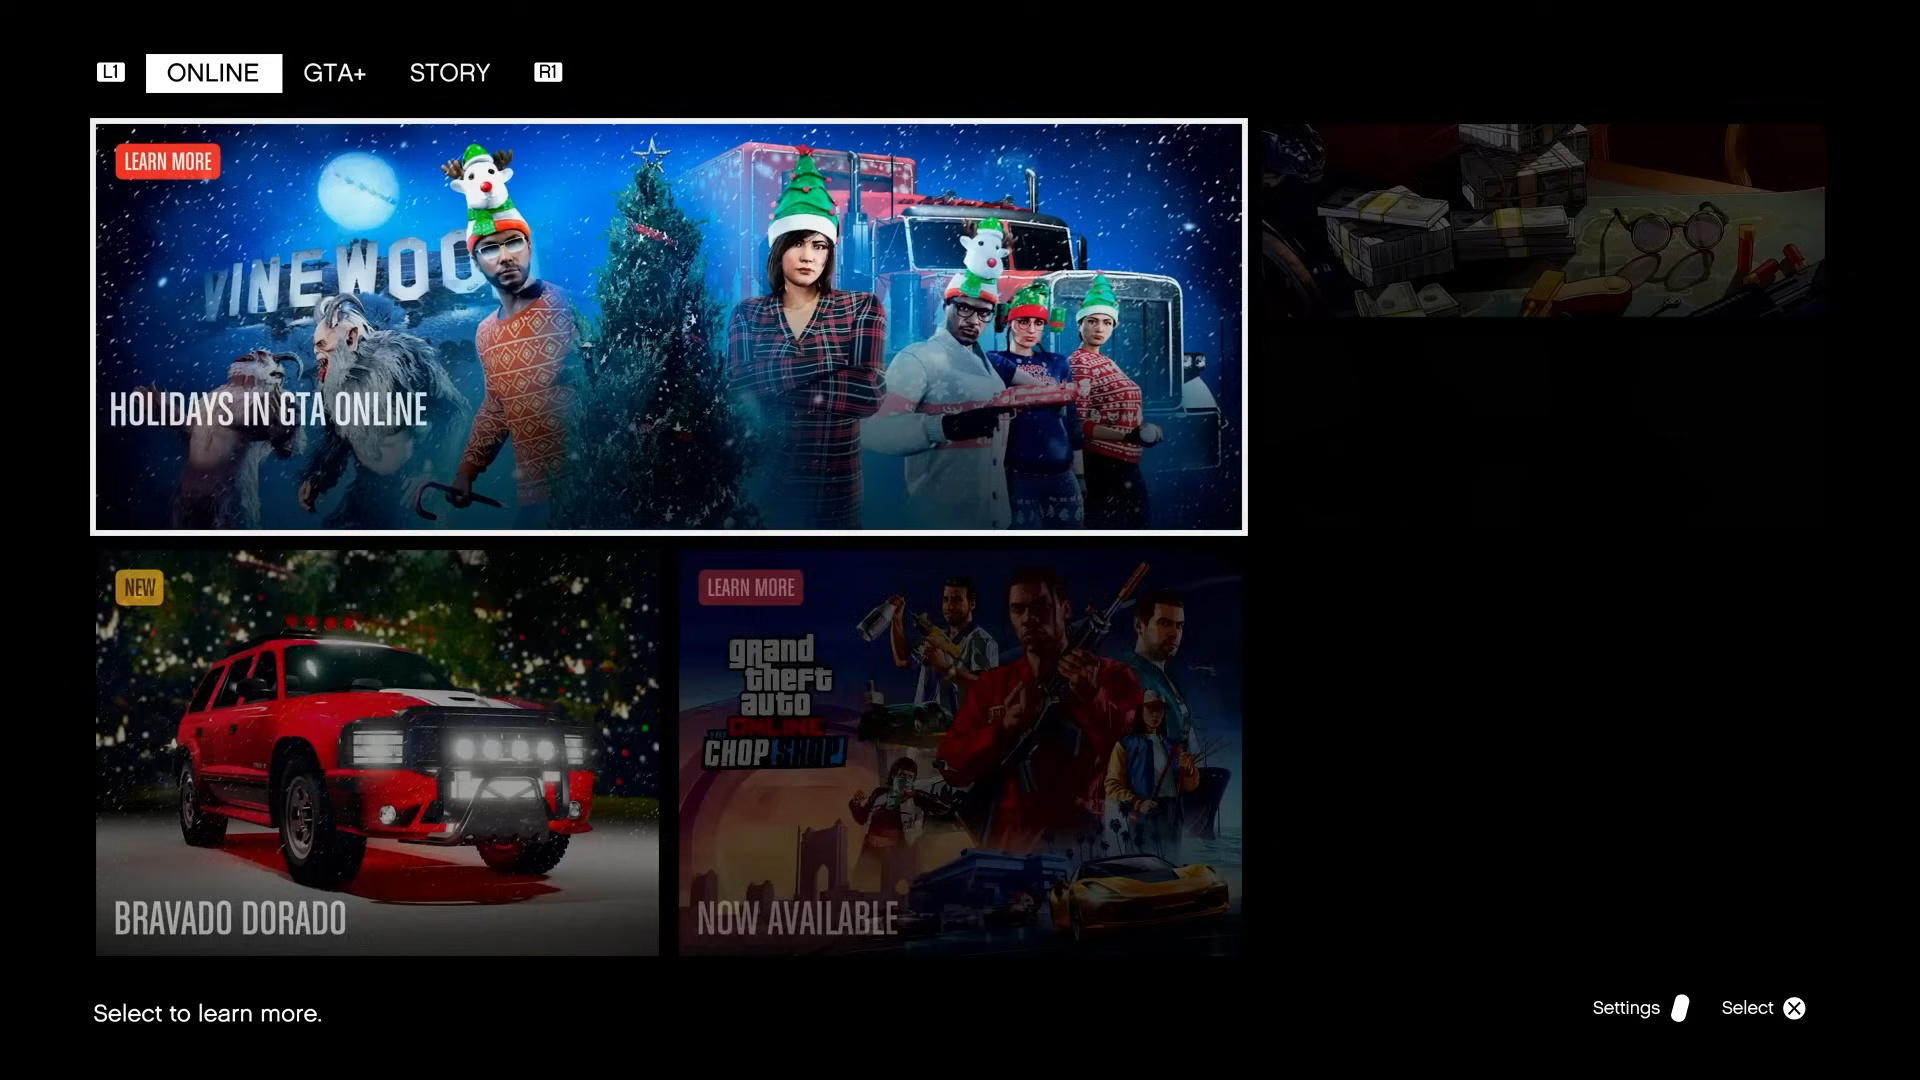 L1 ONLINE GTA+ STORY R1
LEARN MORE
VINEWOO
HOLIDAYS IN GTA ONLINE
NEW
BRAVADO DORADO
LEARN MORE
grand
theft
auto
ONLINE
THE
CHOP SHOP
NOW AVAILABLE
Select to learn more.
Settings Select